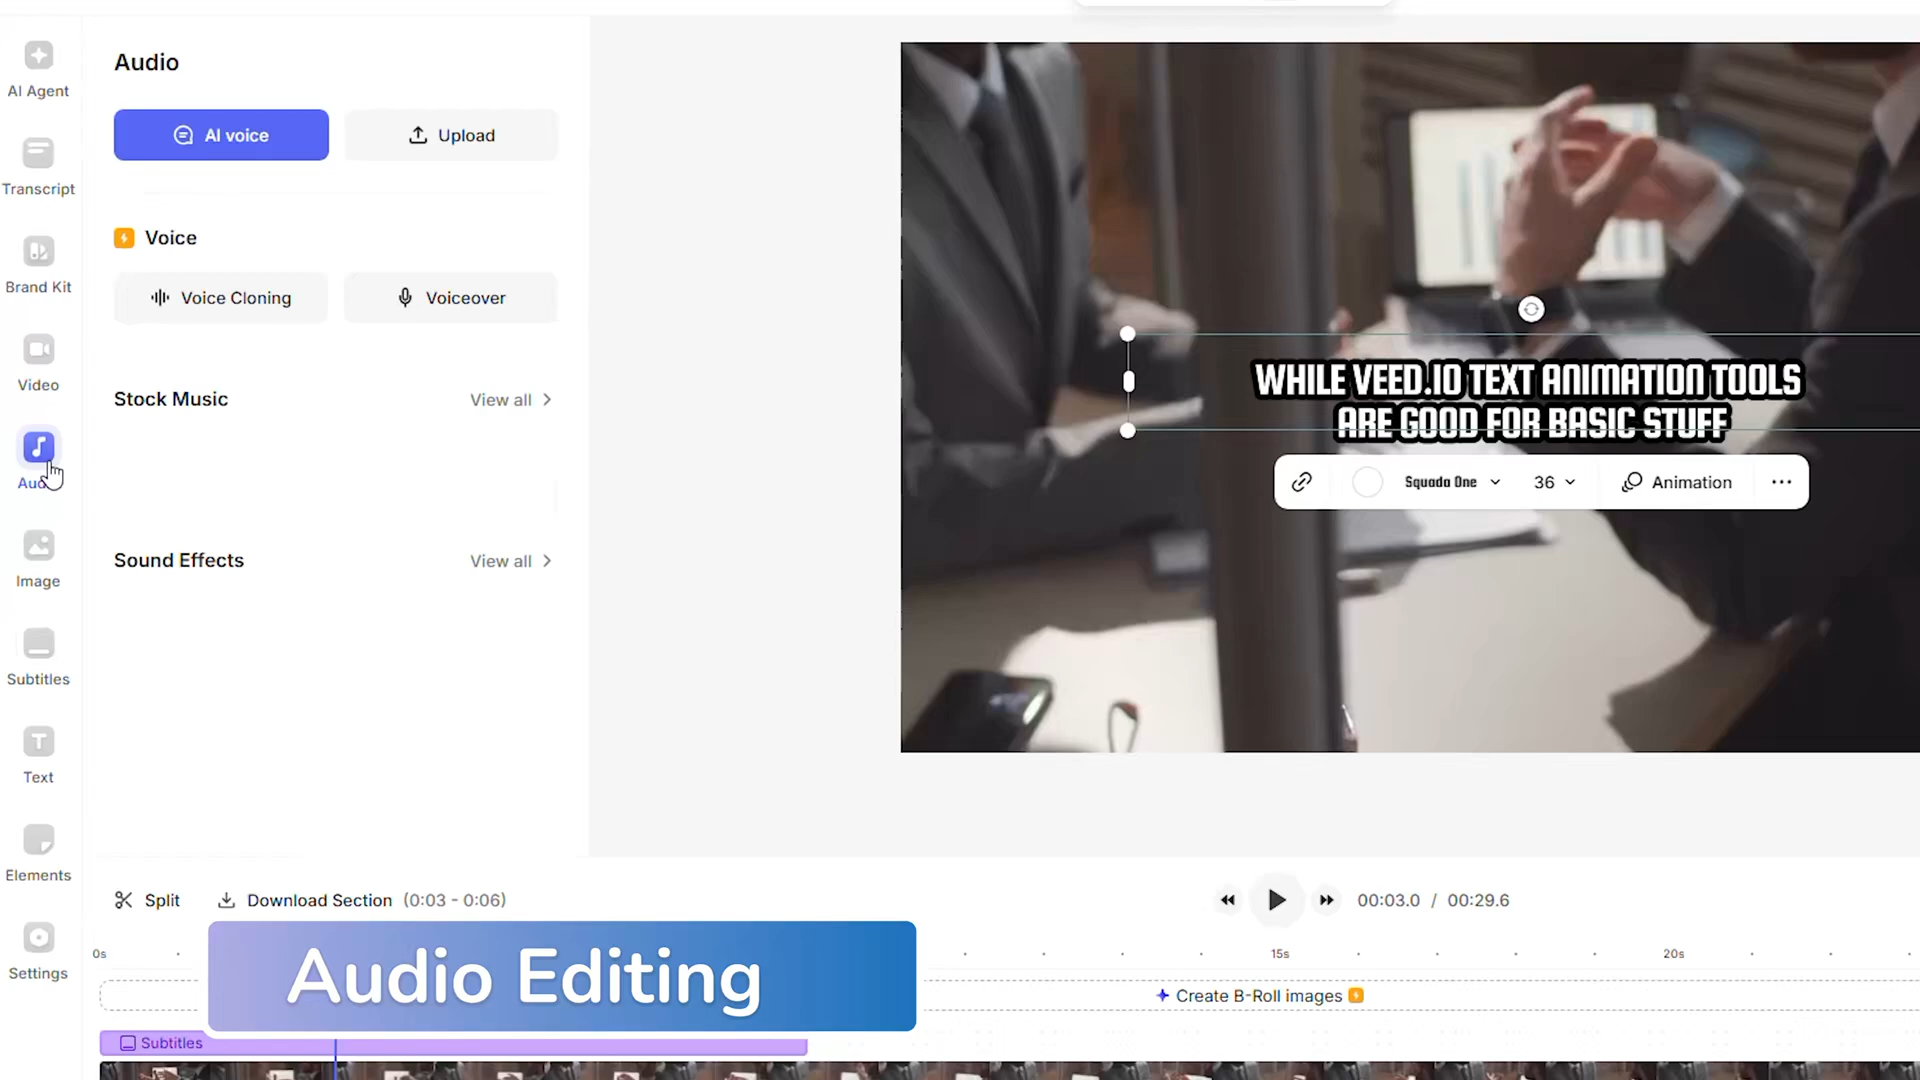 AI Agent
Transcript
Brand Kit
Video
Image
Subtitles
Text
Elements
Settings
Audio
AI voice
Upload
Voice
Voice Cloning
Voiceover
Stock Music
View all
Sound Effects
View all
WHILE VEED.IO TEXT ANIMATION TOOLS
ARE GOOD FOR BASIC STUFF
Squada One
36
Animation
Split
Download Section (0:03 - 0:06)
00:03.0 / 00:29.6
0s
15s
20s
Audio Editing
Create B-Roll images
Subtitles